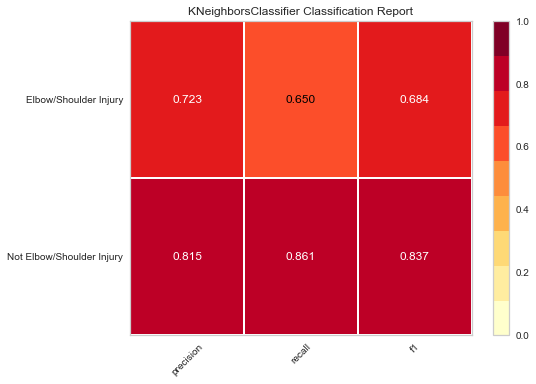 KNeighborsClassifier Classification Report
Elbow/Shoulder Injury
0.723 0.650 0.684
Not Elbow/Shoulder Injury
0.815 0.861 0.837
precision recall f1
1.0
0.8
0.6
0.4
0.2
0.0